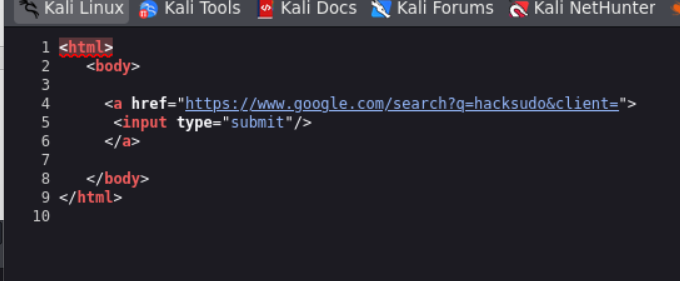 Kali Linux Kali Tools Kali Docs Kali Forums Kali NetHunter
1 <html>
2 <body>
3
4 <a href="https://www.google.com/search?q=hacksudo&client=">
5 <input type="submit"/>
6 </a>
7
8 </body>
9 </html>
10